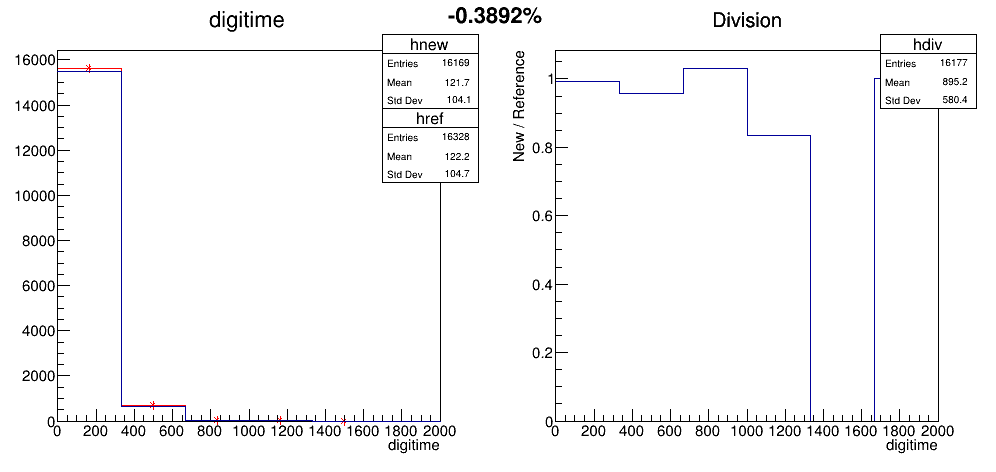 -0.3892%
digitime
hnew
Entries 16169
Mean 121.7
Std Dev 104.1
href
Entries 16328
Mean 122.2
Std Dev 104.7
16000
14000
12000
10000
8000
6000
4000
2000
0
0 200 400 600 800 1000 1200 1400 1600 1800 2000
digitime
Division
hdiv
Entries 16177
Mean 895.2
Std Dev 580.4
New / Reference
1
0.8
0.6
0.4
0.2
0
0 200 400 600 800 1000 1200 1400 1600 1800 2000
digitime